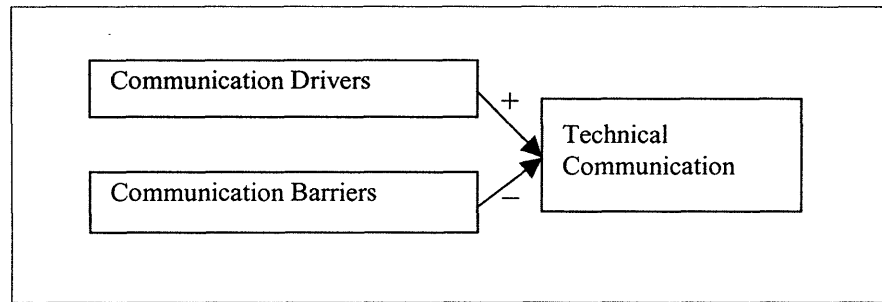 Communication Drivers
+
Technical
Communication
Communication Barriers
−